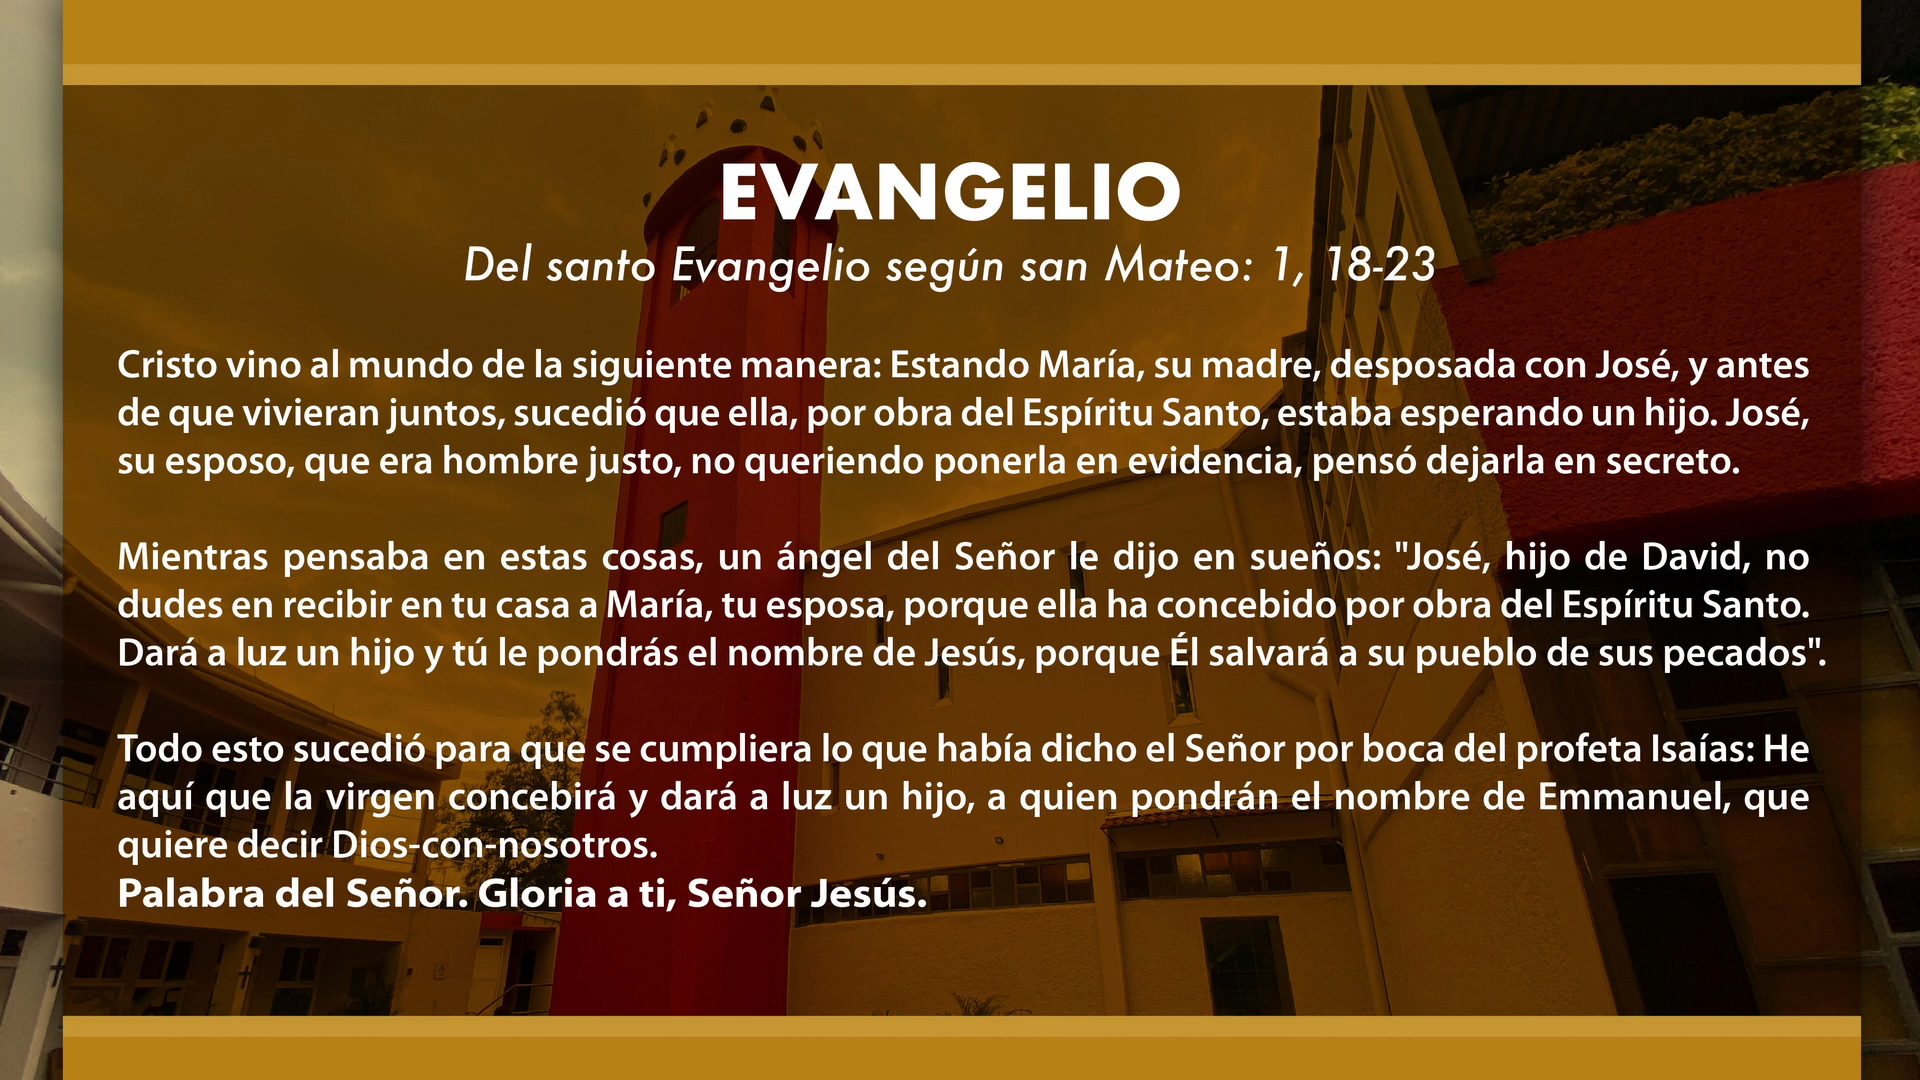 EVANGELIO
Del santo Evangelio según san Mateo: 1, 18-23
Cristo vino al mundo de la siguiente manera: Estando María, su madre, desposada con José, y antes
de que vivieran juntos, sucedió que ella, por obra del Espíritu Santo, estaba esperando un hijo. José,
su esposo, que era hombre justo, no queriendo ponerla en evidencia, pensó dejarla en secreto.
Mientras pensaba en estas cosas, un ángel del Señor le dijo en sueños: "José, hijo de David, no
dudes en recibir en tu casa a María, tu esposa, porque ella ha concebido por obra del Espíritu Santo.
Dará a luz un hijo y tú le pondrás el nombre de Jesús, porque Él salvará a su pueblo de sus pecados".
Todo esto sucedió para que se cumpliera lo que había dicho el Señor por boca del profeta Isaías: He
aquí que la virgen concebirá y dará a luz un hijo, a quien pondrán el nombre de Emmanuel, que
quiere decir Dios-con-nosotros.
Palabra del Señor. Gloria a ti, Señor Jesús.